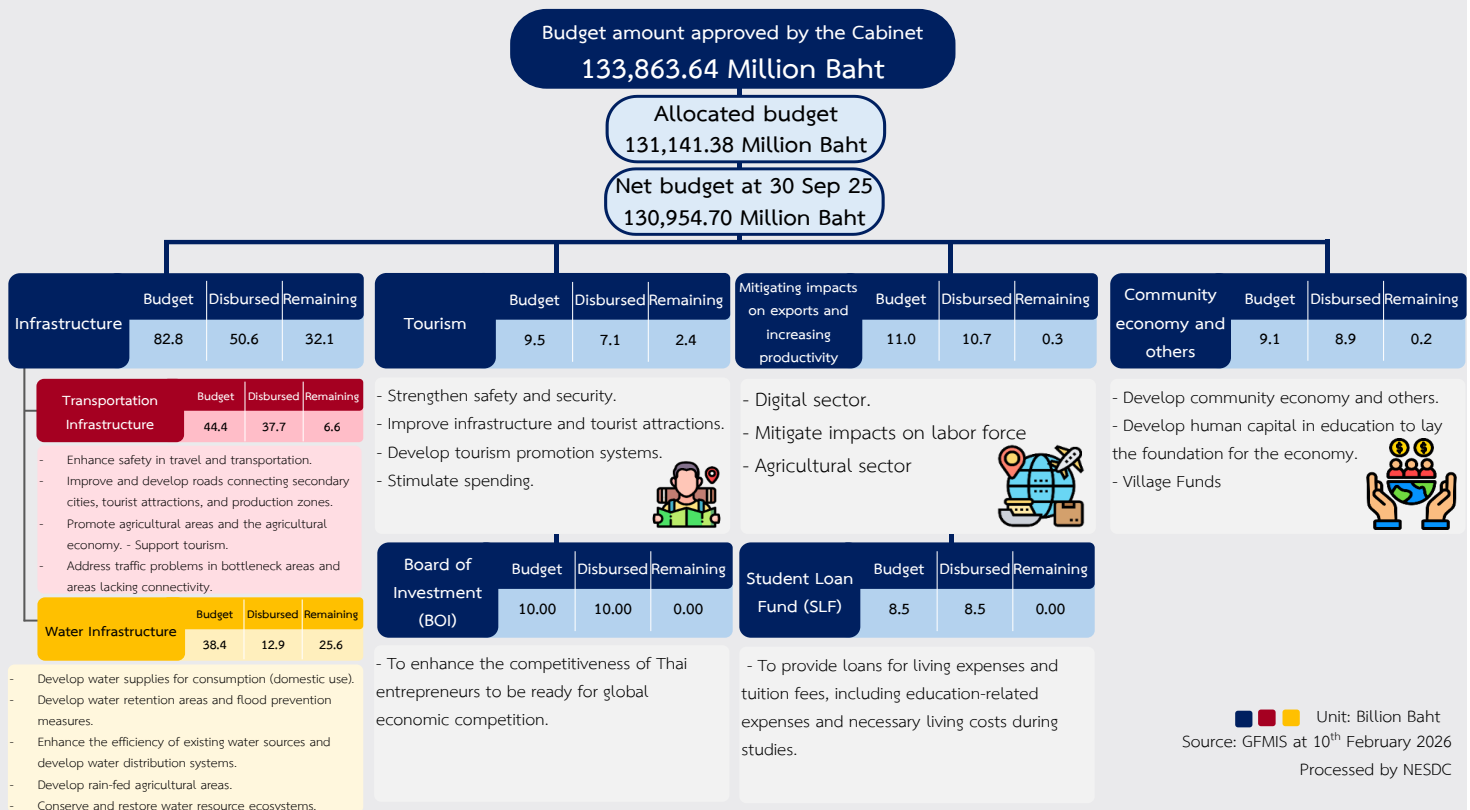 Budget amount approved by the Cabinet
133,863.64 Million Baht
Allocated budget
131,141.38 Million Baht
Net budget at 30 Sep 25
130,954.70 Million Baht
Infrastructure
Budget Disbursed Remaining
82.8 50.6 32.1
Transportation
Infrastructure
Budget Disbursed Remaining
44.4 37.7 6.6
- Enhance safety in travel and transportation.
- Improve and develop roads connecting secondary
cities, tourist attractions, and production zones.
- Promote agricultural areas and the agricultural
economy. - Support tourism.
- Address traffic problems in bottleneck areas and
areas lacking connectivity.
Water Infrastructure
Budget Disbursed Remaining
38.4 12.9 25.6
- Develop water supplies for consumption (domestic use).
- Develop water retention areas and flood prevention
measures.
- Enhance the efficiency of existing water sources and
develop water distribution systems.
- Develop rain-fed agricultural areas.
- Conserve and restore water resource ecosystems.
Tourism
Budget Disbursed Remaining
9.5 7.1 2.4
- Strengthen safety and security.
- Improve infrastructure and tourist attractions.
- Develop tourism promotion systems.
- Stimulate spending.
Board of
Investment
(BOI)
Budget Disbursed Remaining
10.00 10.00 0.00
- To enhance the competitiveness of Thai
entrepreneurs to be ready for global
economic competition.
Mitigating impacts
on exports and
increasing
productivity
Budget Disbursed Remaining
11.0 10.7 0.3
- Digital sector.
- Mitigate impacts on labor force
- Agricultural sector
Student Loan
Fund (SLF)
Budget Disbursed Remaining
8.5 8.5 0.00
- To provide loans for living expenses and
tuition fees, including education-related
expenses and necessary living costs during
studies.
Community
economy and
others
Budget Disbursed Remaining
9.1 8.9 0.2
- Develop community economy and others.
- Develop human capital in education to lay
the foundation for the economy.
- Village Funds
$ $
Unit: Billion Baht
Source: GFMIS at 10th February 2026
Processed by NESDC